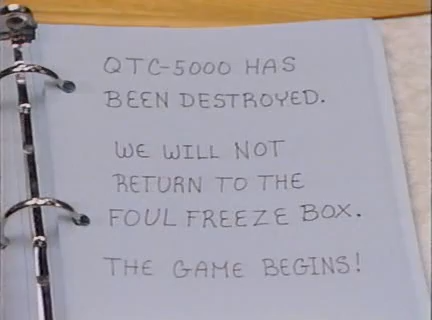 QTC-5000 HAS
BEEN DESTROYED.
WE WILL NOT
RETURN TO THE
FOUL FREEZE BOX.
THE GAME BEGINS!